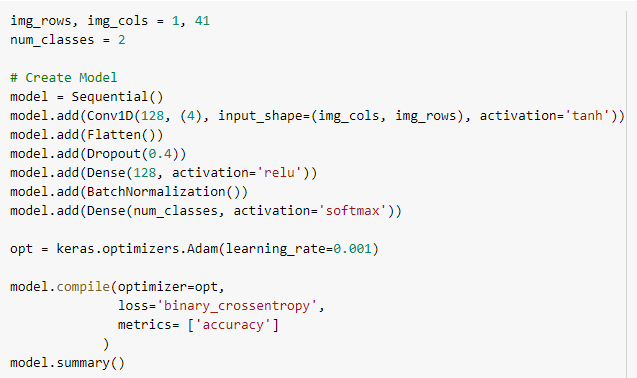 img_rows, img_cols = 1, 41
num_classes = 2
# Create Model
model = Sequential()
model.add(Conv1D(128, (4), input_shape=(img_cols, img_rows), activation='tanh'))
model.add(Flatten())
model.add(Dropout(0.4))
model.add(Dense(128, activation='relu'))
model.add(BatchNormalization())
model.add(Dense(num_classes, activation='softmax'))
opt = keras.optimizers.Adam(learning_rate=0.001)
model.compile(optimizer=opt,
loss='binary_crossentropy',
metrics= ['accuracy']
)
model.summary()